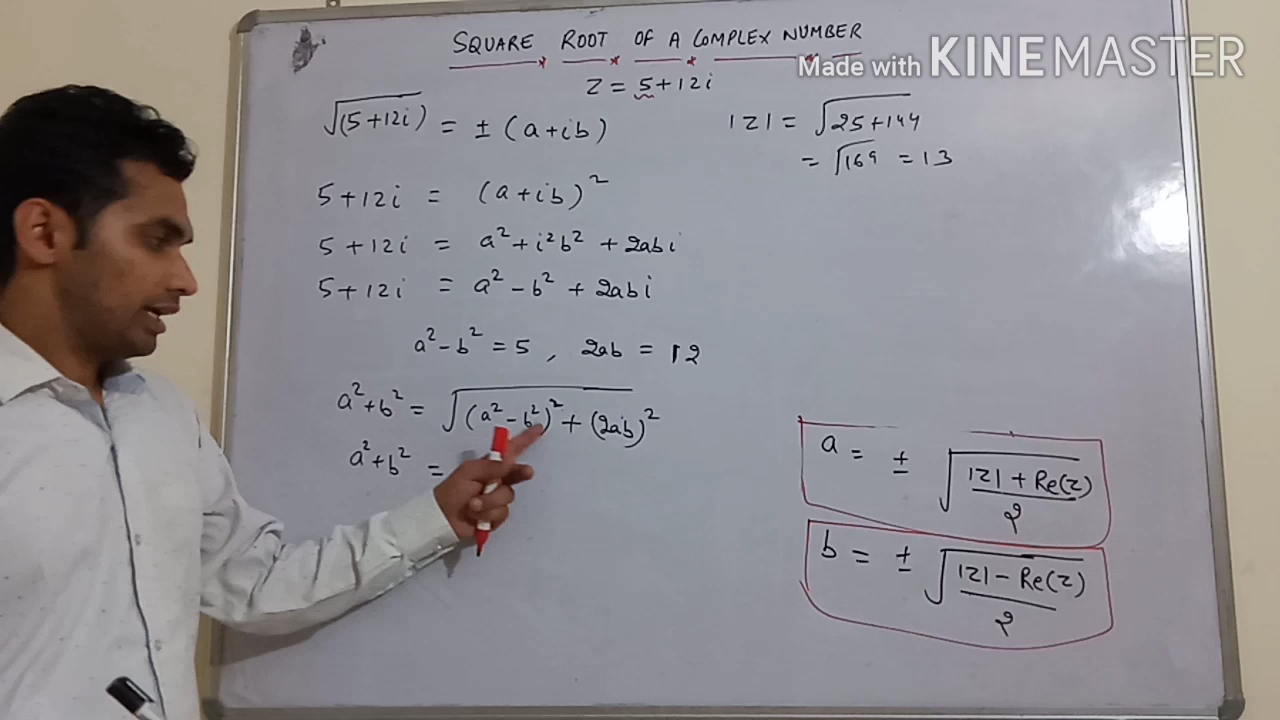 SQUARE ROOT OF A COMPLEX NUMBER
Made with KINEMASTER
Z = 5+12i
√(5+12i) = ± (a+ib)
|z| = √25+144
= √169 = 13
5+12i = (a+ib)²
5+12i = a²+i²b² + 2abi
5+12i = a²-b² + 2abi
a²-b² = 5 , 2ab = 12
a²+b² = √(a²-b²)² + (2ab)²
a²+b² =
a = ± √|z|+Re(z)/2
b = ± √|z|-Re(z)/2